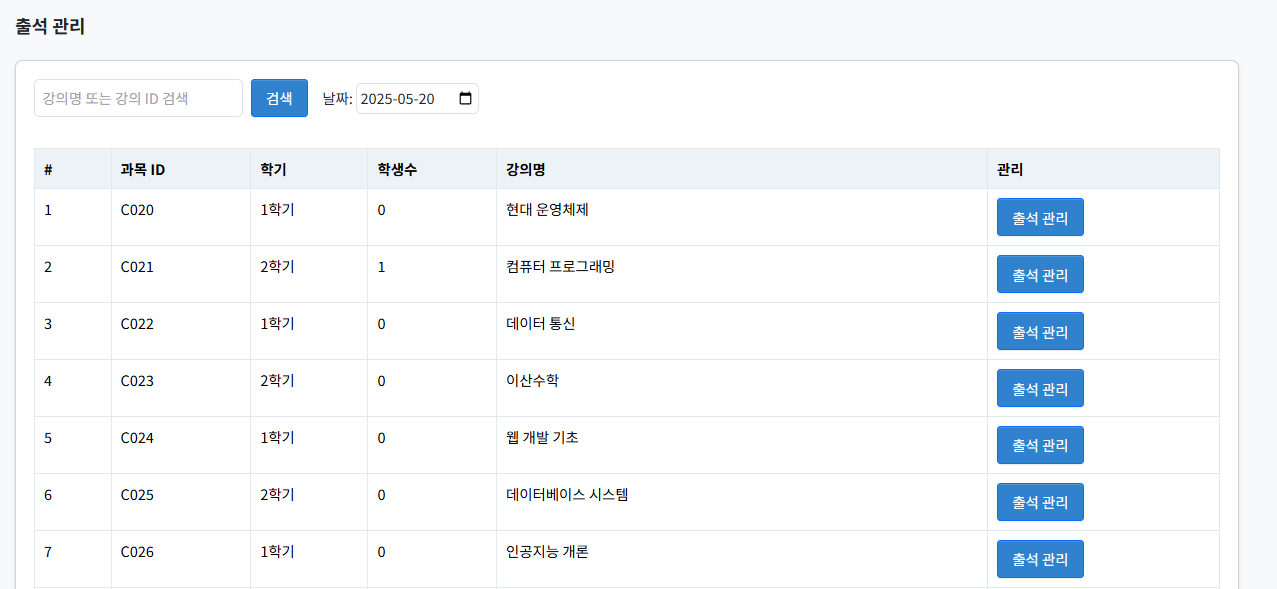 출석 관리
강의명 또는 강의 ID 검색 검색 날짜: 2025-05-20
# 과목 ID 학기 학생수 강의명 관리
1 C020 1학기 0 현대 운영체제 출석 관리
2 C021 2학기 1 컴퓨터 프로그래밍 출석 관리
3 C022 1학기 0 데이터 통신 출석 관리
4 C023 2학기 0 이산수학 출석 관리
5 C024 1학기 0 웹 개발 기초 출석 관리
6 C025 2학기 0 데이터베이스 시스템 출석 관리
7 C026 1학기 0 인공지능 개론 출석 관리